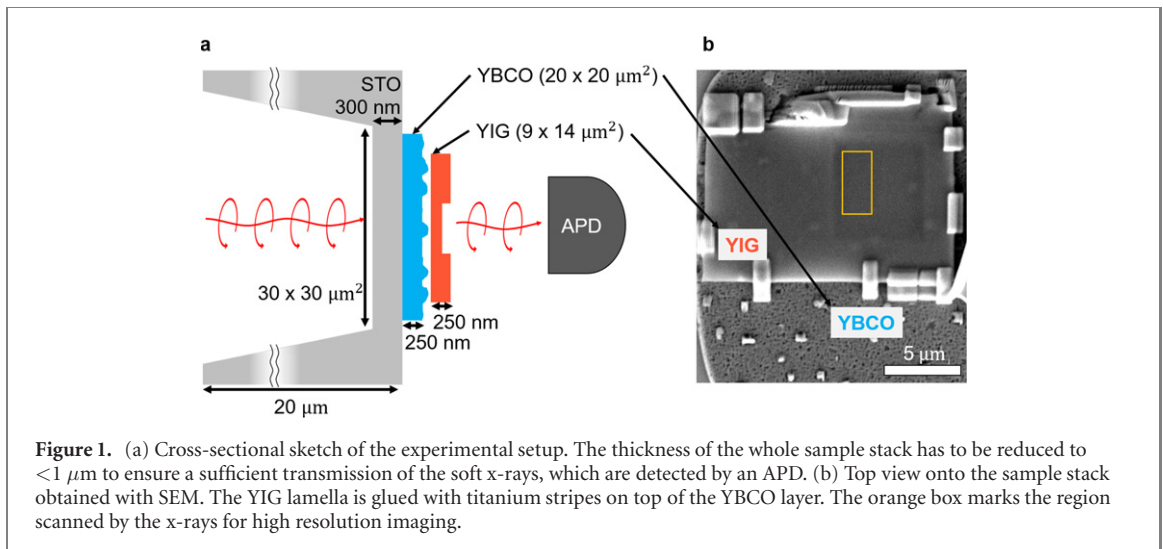 a
b
STO
300 nm
YBCO (20 x 20 μm²)
YIG (9 x 14 μm²)
APD
30 x 30 μm²
250 nm
250 nm
20 μm
YIG
YBCO
5 μm
Figure 1. (a) Cross-sectional sketch of the experimental setup. The thickness of the whole sample stack has to be reduced to
<1 μm to ensure a sufficient transmission of the soft x-rays, which are detected by an APD. (b) Top view onto the sample stack
obtained with SEM. The YIG lamella is glued with titanium stripes on top of the YBCO layer. The orange box marks the region
scanned by the x-rays for high resolution imaging.